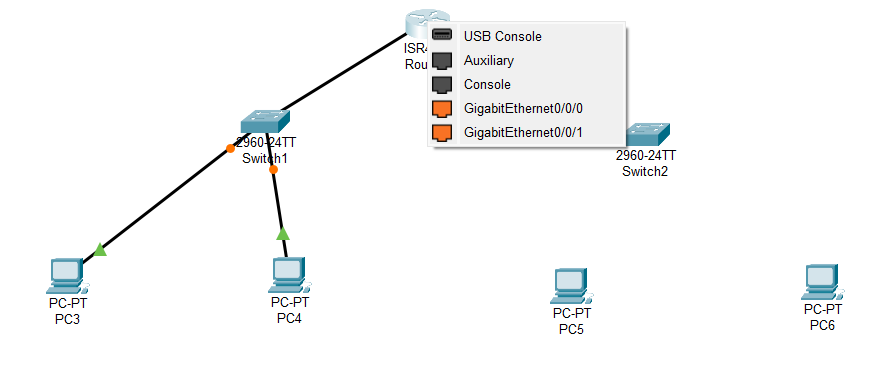 ISR4
Rou
USB Console
Auxiliary
Console
GigabitEthernet0/0/0
GigabitEthernet0/0/1
2960-24TT
Switch1
2960-24TT
Switch2
PC-PT
PC3
PC-PT
PC4
PC-PT
PC5
PC-PT
PC6